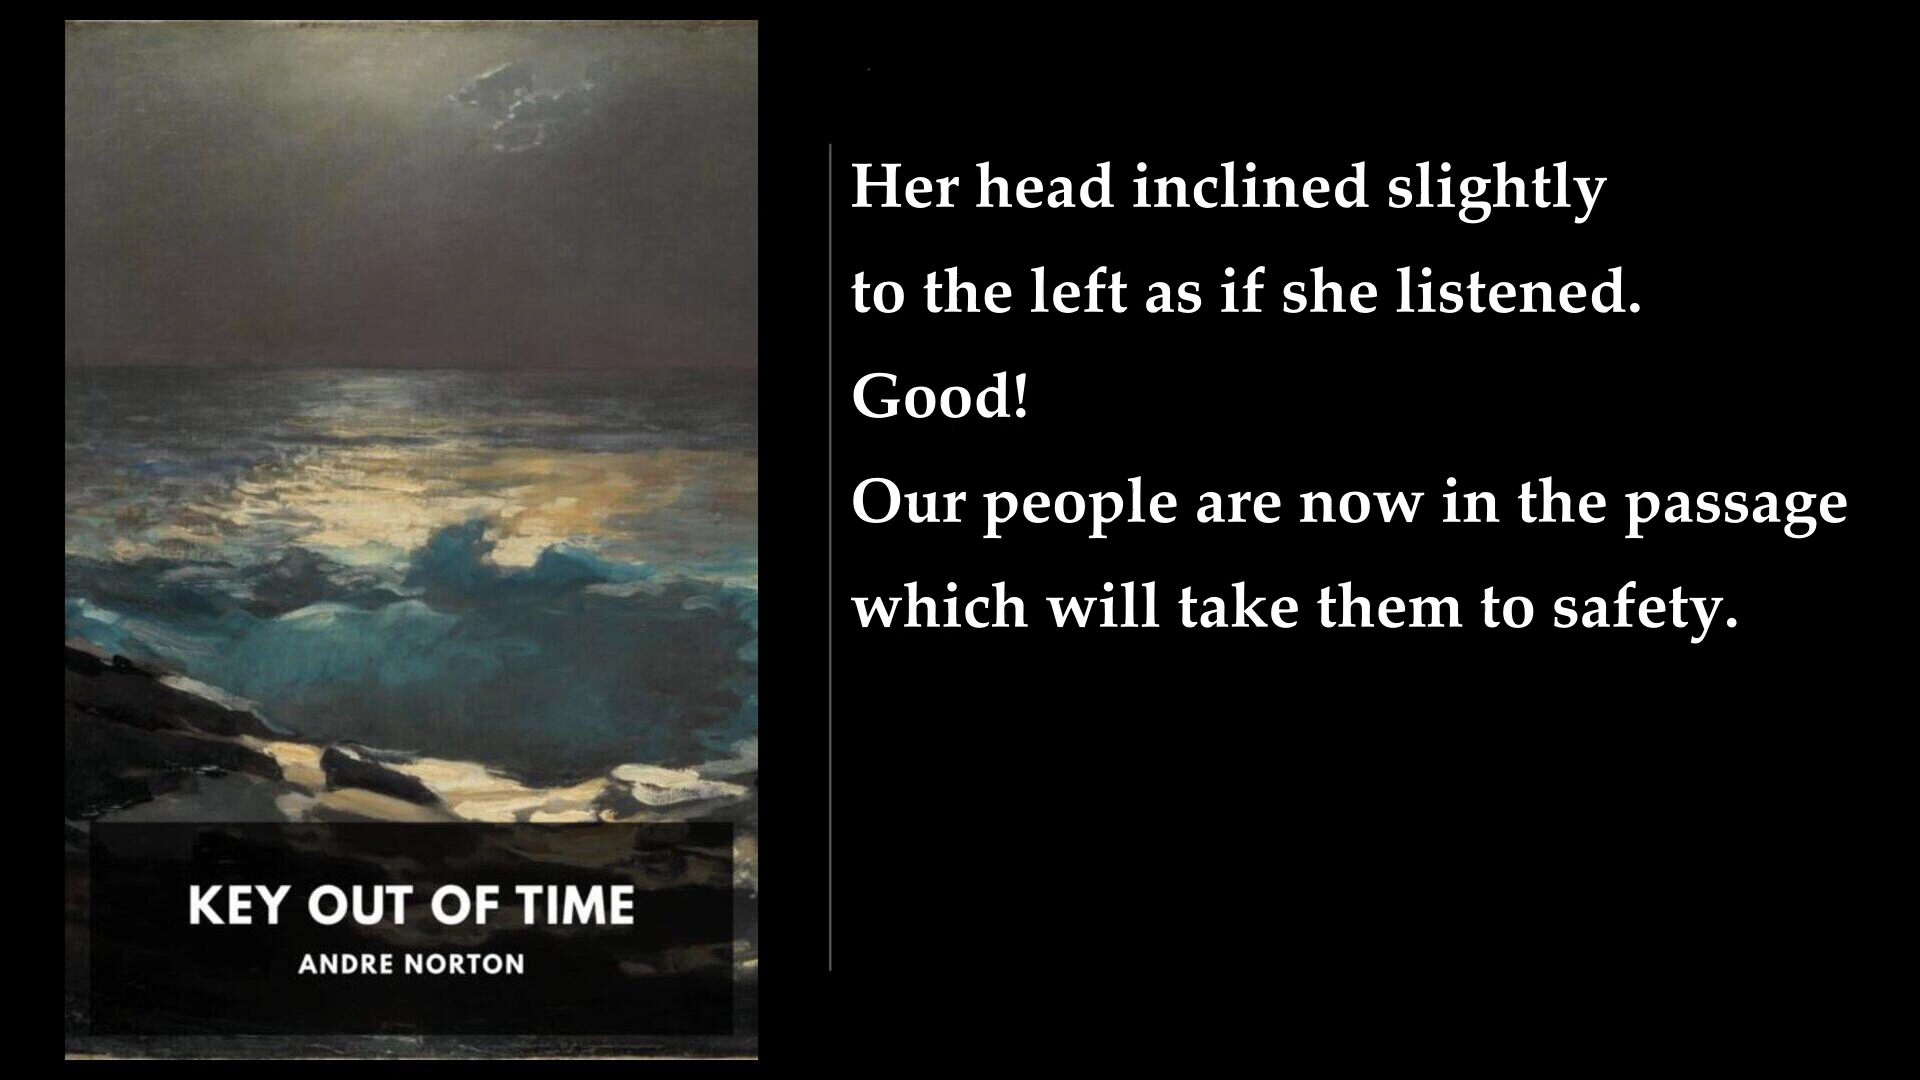 Her head inclined slightly
to the left as if she listened.
Good!
Our people are now in the passage
which will take them to safety.
KEY OUT OF TIME
ANDRE NORTON